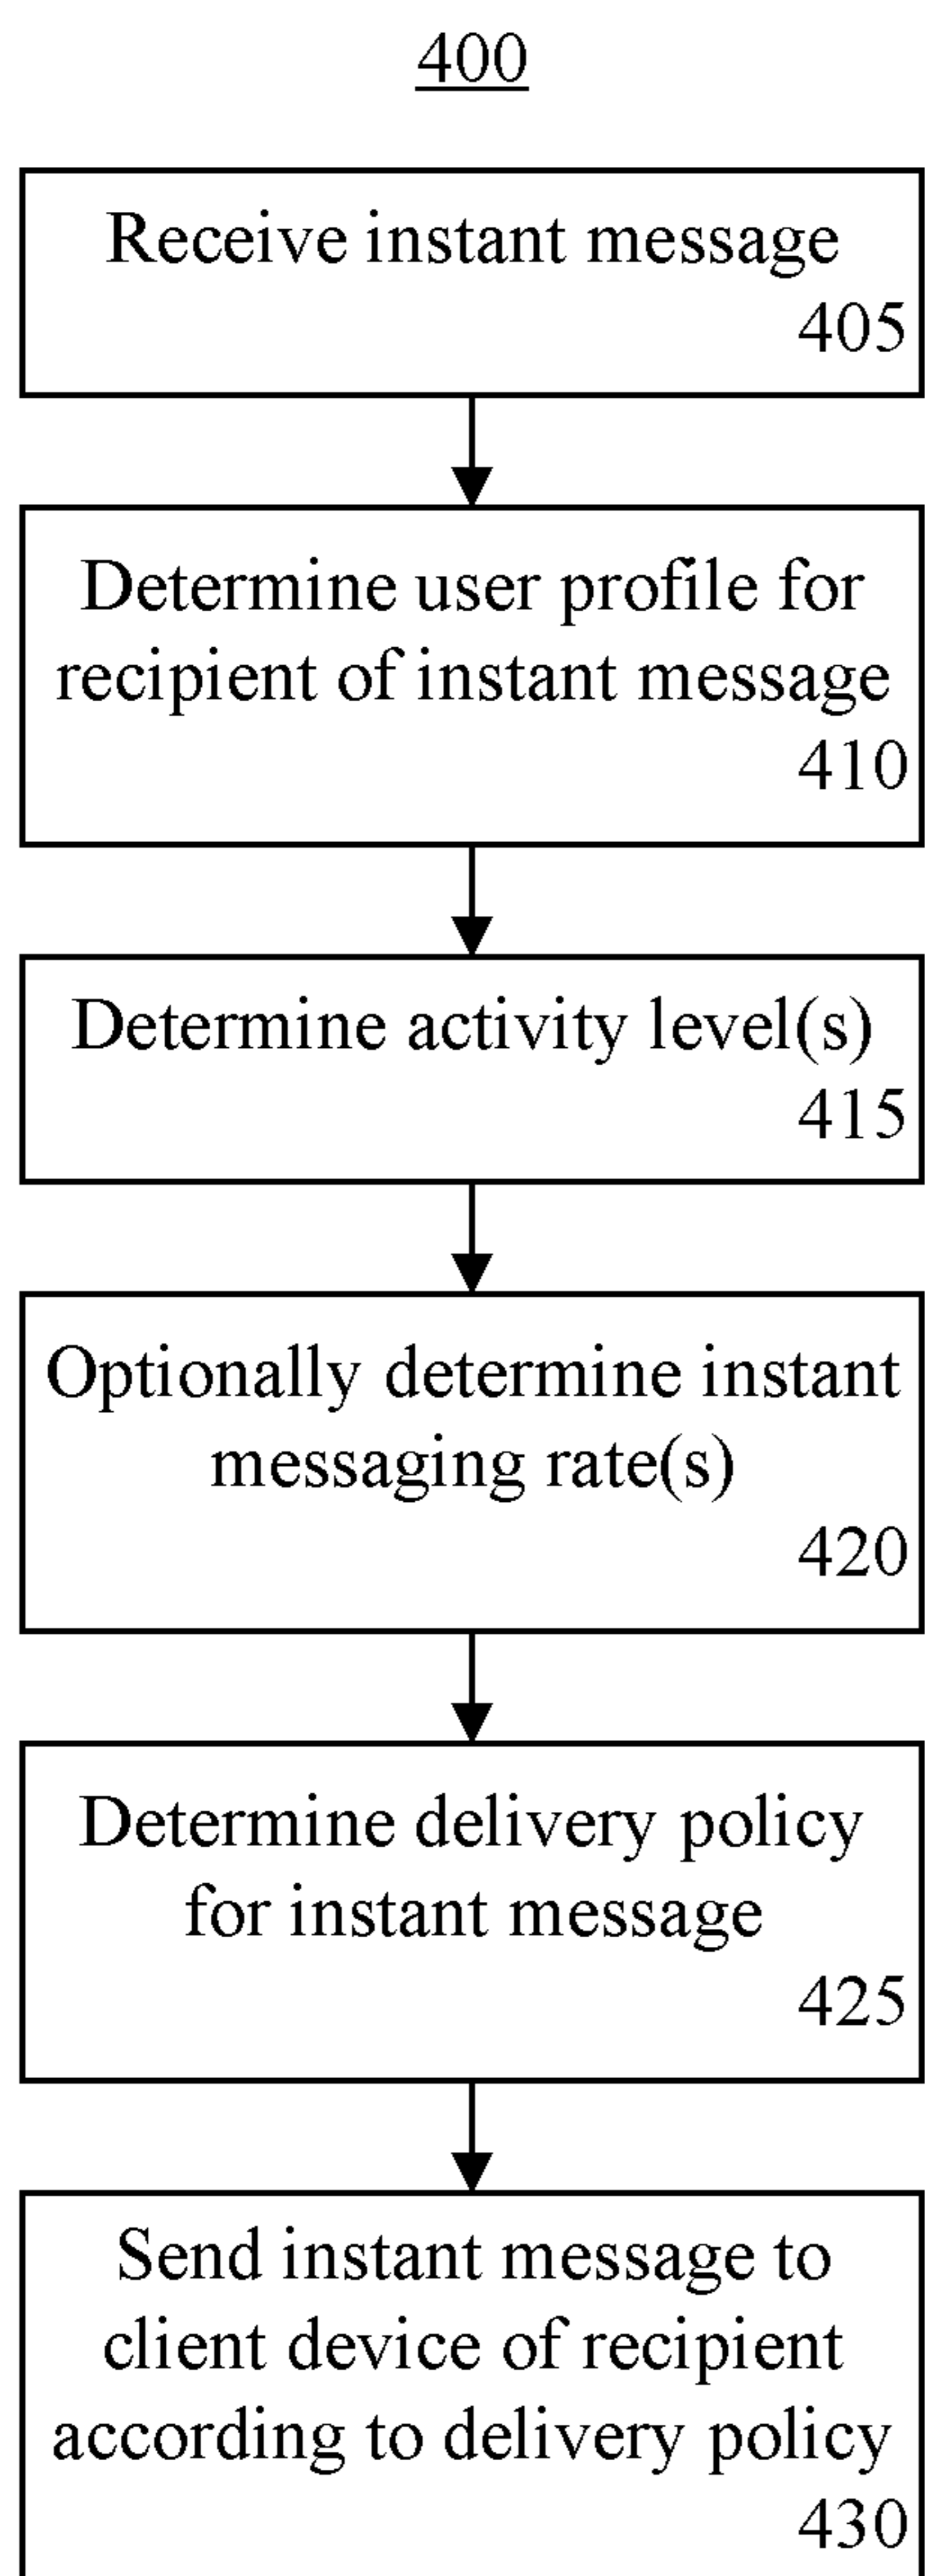 400
Receive instant message
405
Determine user profile for
recipient of instant message
410
Determine activity level(s)
415
Optionally determine instant
messaging rate(s)
420
Determine delivery policy
for instant message
425
Send instant message to
client device of recipient
according to delivery policy
430